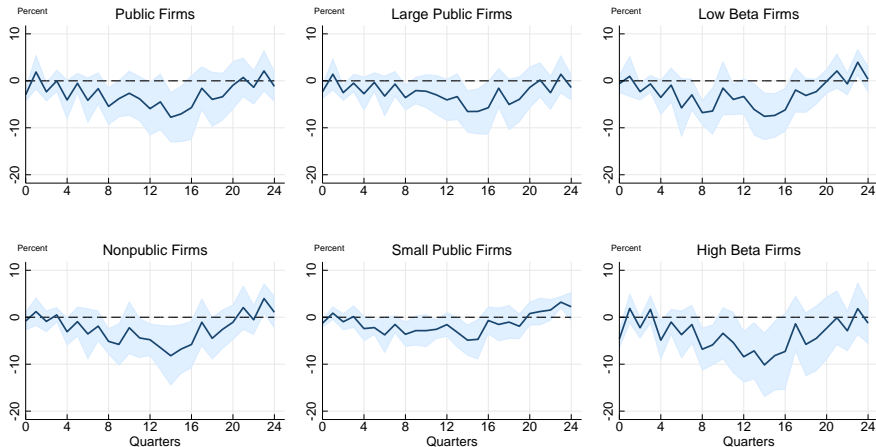 Public Firms
Percent
10
0
-10
-20
0 4 8 12 16 20 24
Large Public Firms
Percent
10
0
-10
-20
0 4 8 12 16 20 24
Low Beta Firms
Percent
10
0
-10
-20
0 4 8 12 16 20 24
Nonpublic Firms
Percent
10
0
-10
-20
0 4 8 12 16 20 24
Quarters
Small Public Firms
Percent
10
0
-10
-20
0 4 8 12 16 20 24
Quarters
High Beta Firms
Percent
10
0
-10
-20
0 4 8 12 16 20 24
Quarters